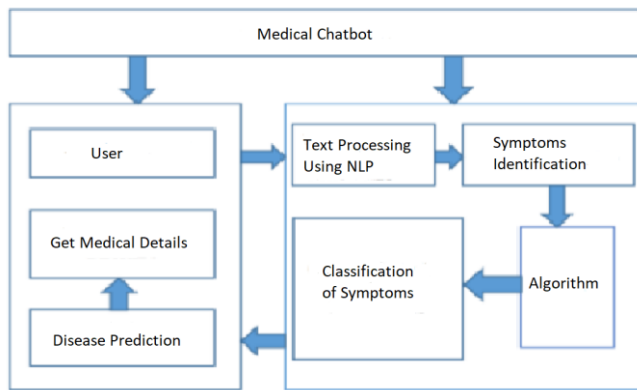 Medical Chatbot
User
Text Processing
Using NLP
Symptoms
Identification
Get Medical Details
Classification
of Symptoms
Algorithm
Disease Prediction